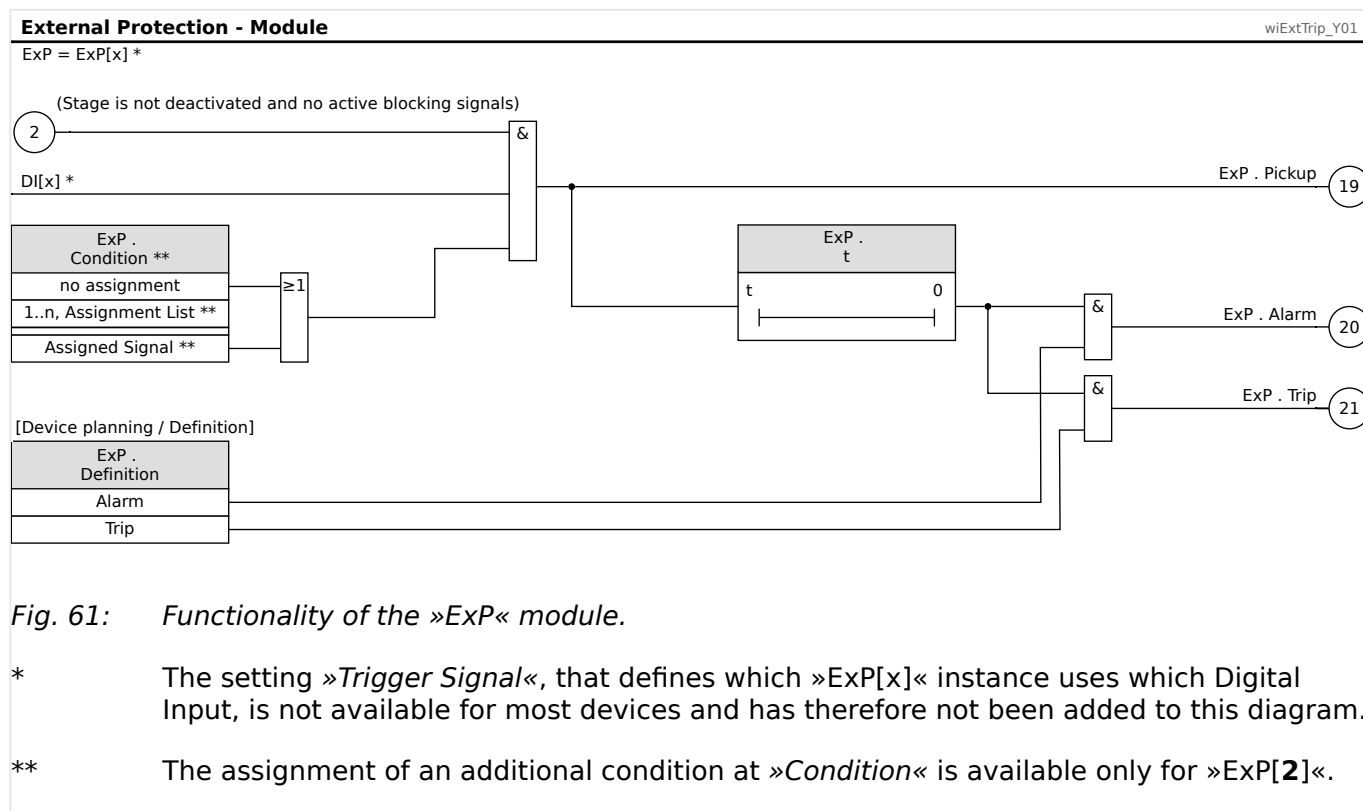 External Protection - Module
wiExtTrip_Y01
ExP = ExP[x] *
(Stage is not deactivated and no active blocking signals)
2
&
DI[x] *
ExP . Pickup
19
ExP .
Condition **
no assignment
1..n, Assignment List **
Assigned Signal **
≥1
ExP .
t
t 0
&
ExP . Alarm
20
&
ExP . Trip
21
[Device planning / Definition]
ExP .
Definition
Alarm
Trip
Fig. 61: Functionality of the »ExP« module.
* The setting »Trigger Signal«, that defines which »ExP[x]« instance uses which Digital
Input, is not available for most devices and has therefore not been added to this diagram.
** The assignment of an additional condition at »Condition« is available only for »ExP[2]«.